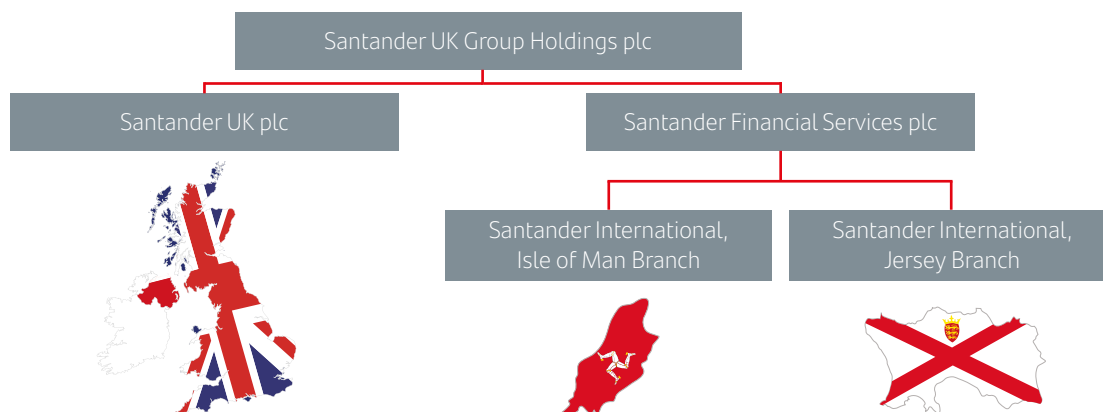 Santander UK Group Holdings plc
Santander UK plc
Santander Financial Services plc
Santander International,
Isle of Man Branch
Santander International,
Jersey Branch